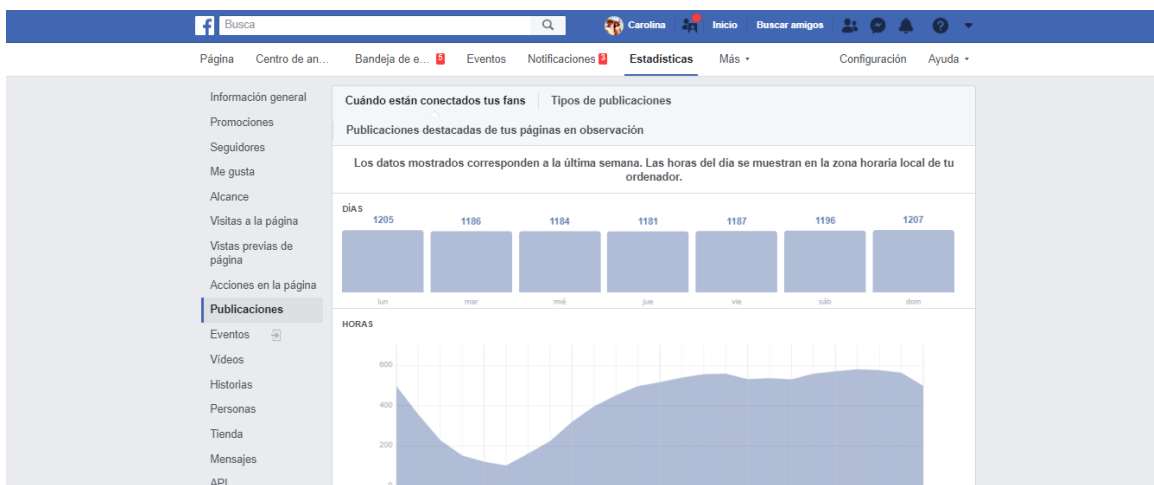 f
Busca
Carolina
Inicio
Buscar amigos
Página
Centro de an...
Bandeja de e... 5
Eventos
Notificaciones 3
Estadísticas
Más
Configuración
Ayuda
Información general
Promociones
Seguidores
Me gusta
Alcance
Visitas a la página
Vistas previas de
página
Acciones en la página
Publicaciones
Eventos
Vídeos
Historias
Personas
Tienda
Mensajes
API
Cuándo están conectados tus fans
Tipos de publicaciones
Publicaciones destacadas de tus páginas en observación
Los datos mostrados corresponden a la última semana. Las horas del día se muestran en la zona horaria local de tu
ordenador.
DÍAS
1205 1186 1184 1181 1187 1196 1207
lun mar mié jue vie sáb dom
HORAS
600
400
200
0